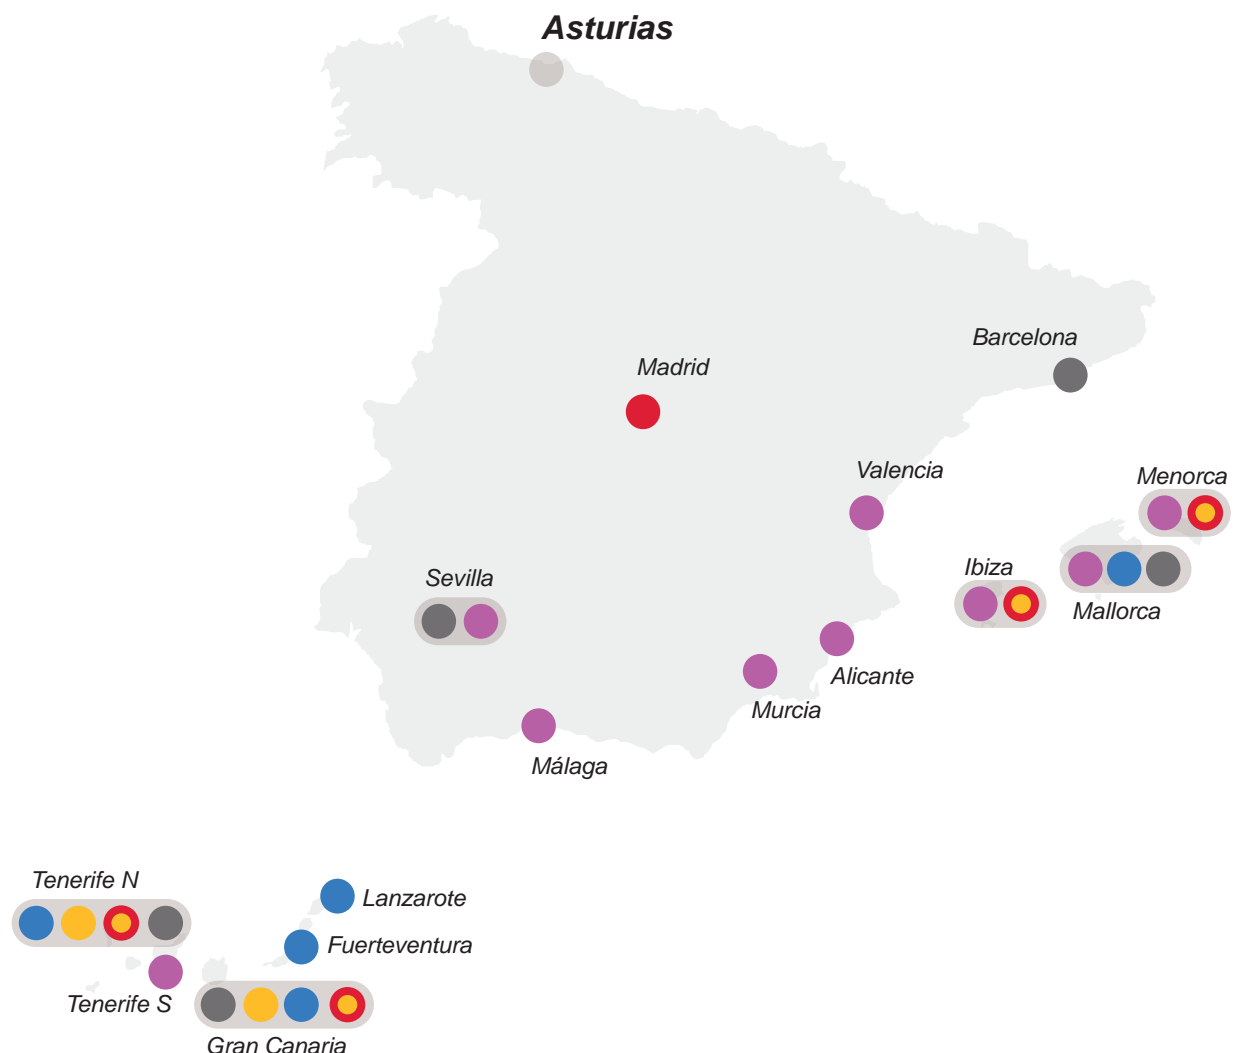 Asturias
Barcelona
Madrid
Valencia
Menorca
Ibiza
Sevilla
Mallorca
Alicante
Murcia
Málaga
Tenerife N
Lanzarote
Fuerteventura
Tenerife S
Gran Canaria